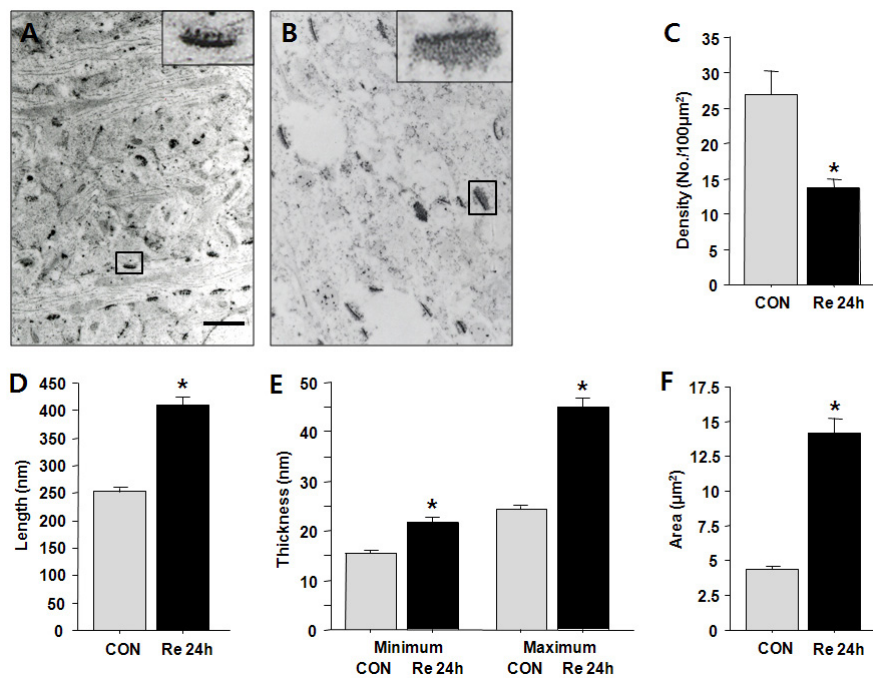 A
B
C
35
30
25
20
15
10
5
0
Density (No./100μm²)
*
CON Re 24h
D
450
400
350
300
250
200
150
100
50
0
Length (nm)
*
CON Re 24h
E
50
40
30
20
10
0
Thickness (nm)
*
*
Minimum Maximum
CON Re 24h CON Re 24h
F
17.5
15
12.5
10
7.5
5
2.5
0
Area (μm²)
*
CON Re 24h